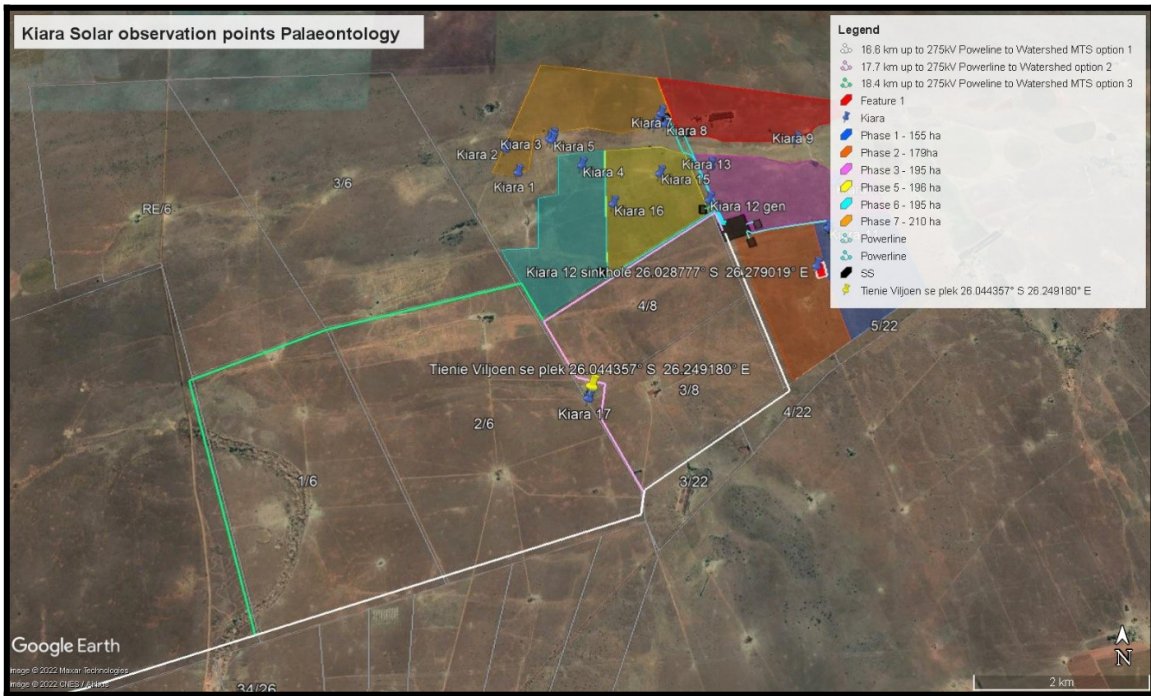 Kiara Solar observation points Palaeontology
Legend
16.6 km up to 275kV Poweline to Watershed MTS option 1
17.7 km up to 275kV Powerline to Watershed option 2
18.4 km up to 275kV Poweline to Watershed MTS option 3
Feature 1
Kiara
Phase 1 - 155 ha
Phase 2 - 179ha
Phase 3 - 195 ha
Phase 5 - 196 ha
Phase 6 - 195 ha
Phase 7 - 210 ha
Powerline
Powerline
SS
Tienie Viljoen se plek 26.044357° S 26.249180° E
Kiara 7
Kiara 8
Kiara 9
Kiara 2
Kiara 3
Kiara 5
Kiara 4
Kiara 13
Kiara 15
Kiara 1
3/6
RE/6
Kiara 16
Kiara 12 gen
Kiara 12 sinkhole 26.028777° S 26.279019° E
4/8
5/22
Tienie Viljoen se plek 26.044357° S 26.249180° E
3/8
Kiara 17
4/22
2/6
1/6
3/22
Google Earth
Image © 2022 Maxar Technologies
Image © 2022 CNES / Airbus
34/26
N
2 km